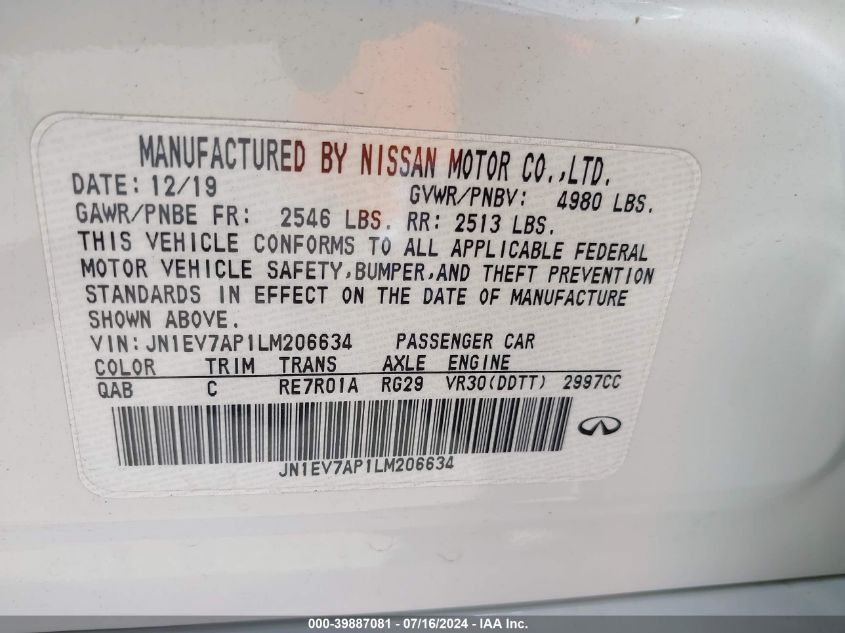 MANUFACTURED BY NISSAN MOTOR CO.,LTD.
DATE: 12/19 GVWR/PNBV: 4980 LBS.
GAWR/PNBE FR: 2546 LBS. RR: 2513 LBS.
THIS VEHICLE CONFORMS TO ALL APPLICABLE FEDERAL
MOTOR VEHICLE SAFETY,BUMPER,AND THEFT PREVENTION
STANDARDS IN EFFECT ON THE DATE OF MANUFACTURE
SHOWN ABOVE.
VIN:JN1EV7AP1LM206634 PASSENGER CAR
COLOR TRIM TRANS AXLE ENGINE
QAB C RE7R01A RG29 VR30(DDTT) 2997CC
JN1EV7AP1LM206634
000-39887081 - 07/16/2024 - IAA Inc.